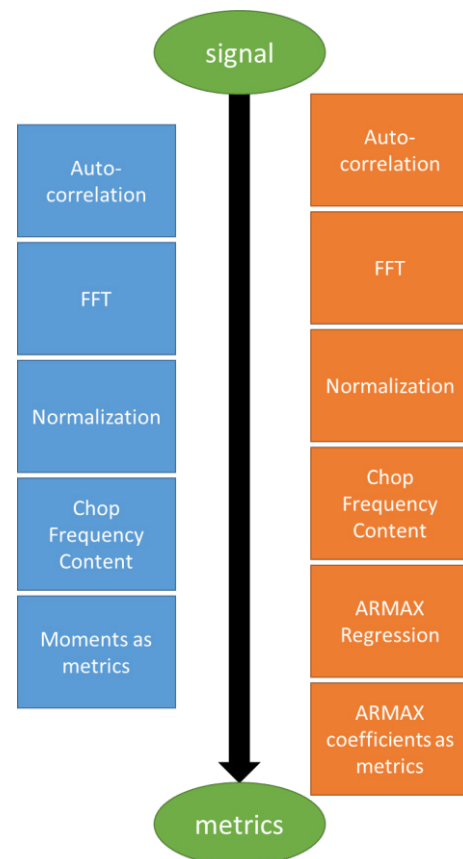 signal
Auto-
correlation
FFT
Normalization
Chop
Frequency
Content
Moments as
metrics
Auto-
correlation
FFT
Normalization
Chop
Frequency
Content
ARMAX
Regression
ARMAX
coefficients as
metrics
metrics